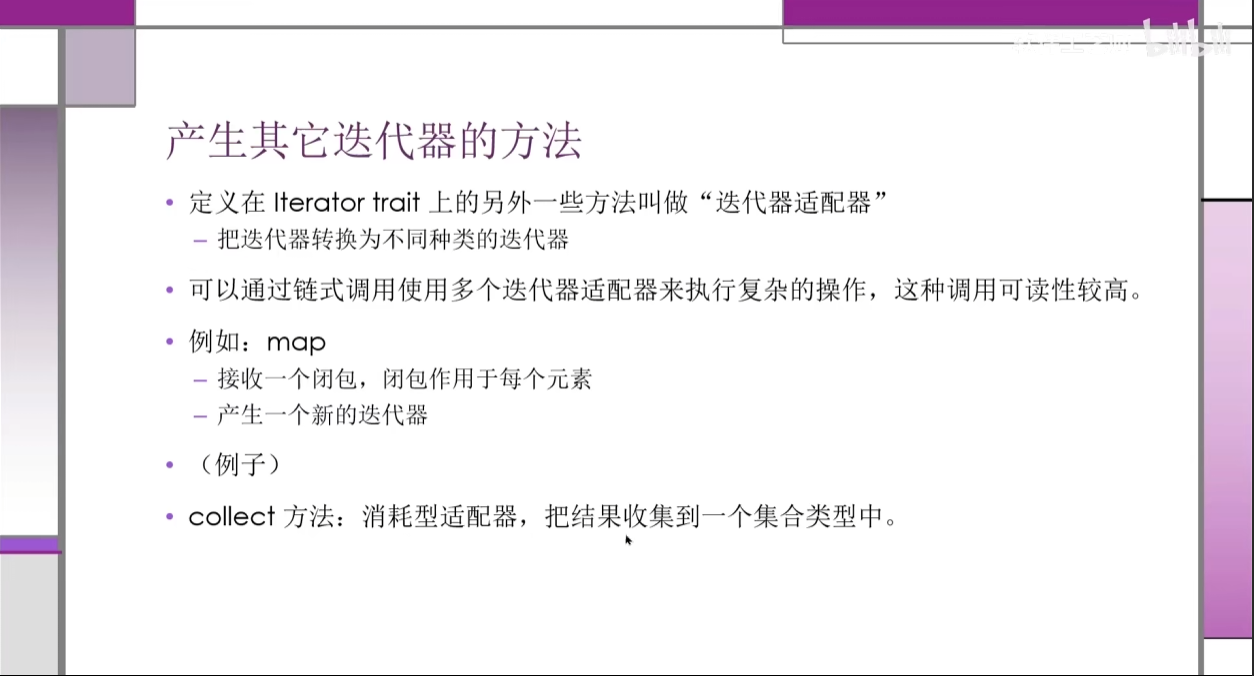 产生其它迭代器的方法
• 定义在 Iterator trait 上的另外一些方法叫做“迭代器适配器”
– 把迭代器转换为不同种类的迭代器
• 可以通过链式调用使用多个迭代器适配器来执行复杂的操作，这种调用可读性较高。
• 例如：map
– 接收一个闭包，闭包作用于每个元素
– 产生一个新的迭代器
• （例子）
• collect 方法：消耗型适配器，把结果收集到一个集合类型中。
bilibili